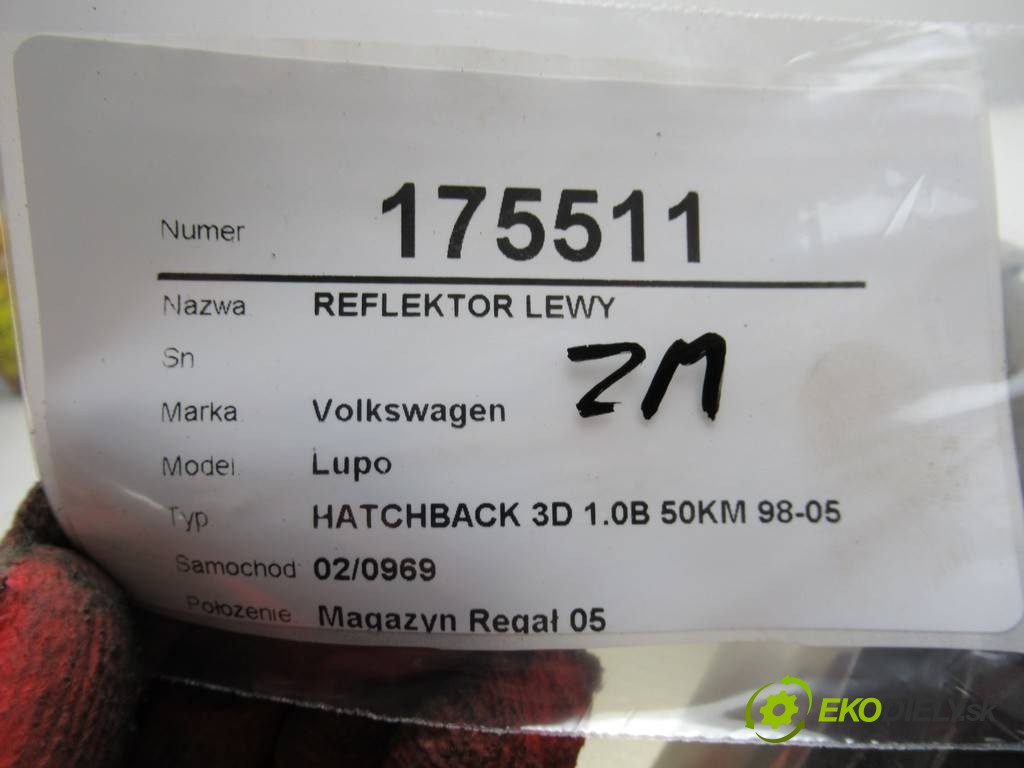 Numer 175511
Nazwa REFLEKTOR LEWY
Sn
ZM
Marka Volkswagen
Model Lupo
Typ HATCHBACK 3D 1.0B 50KM 98-05
Samochod 02/0969
Położenie Magazyn Regał 05
EKODIELY.sk